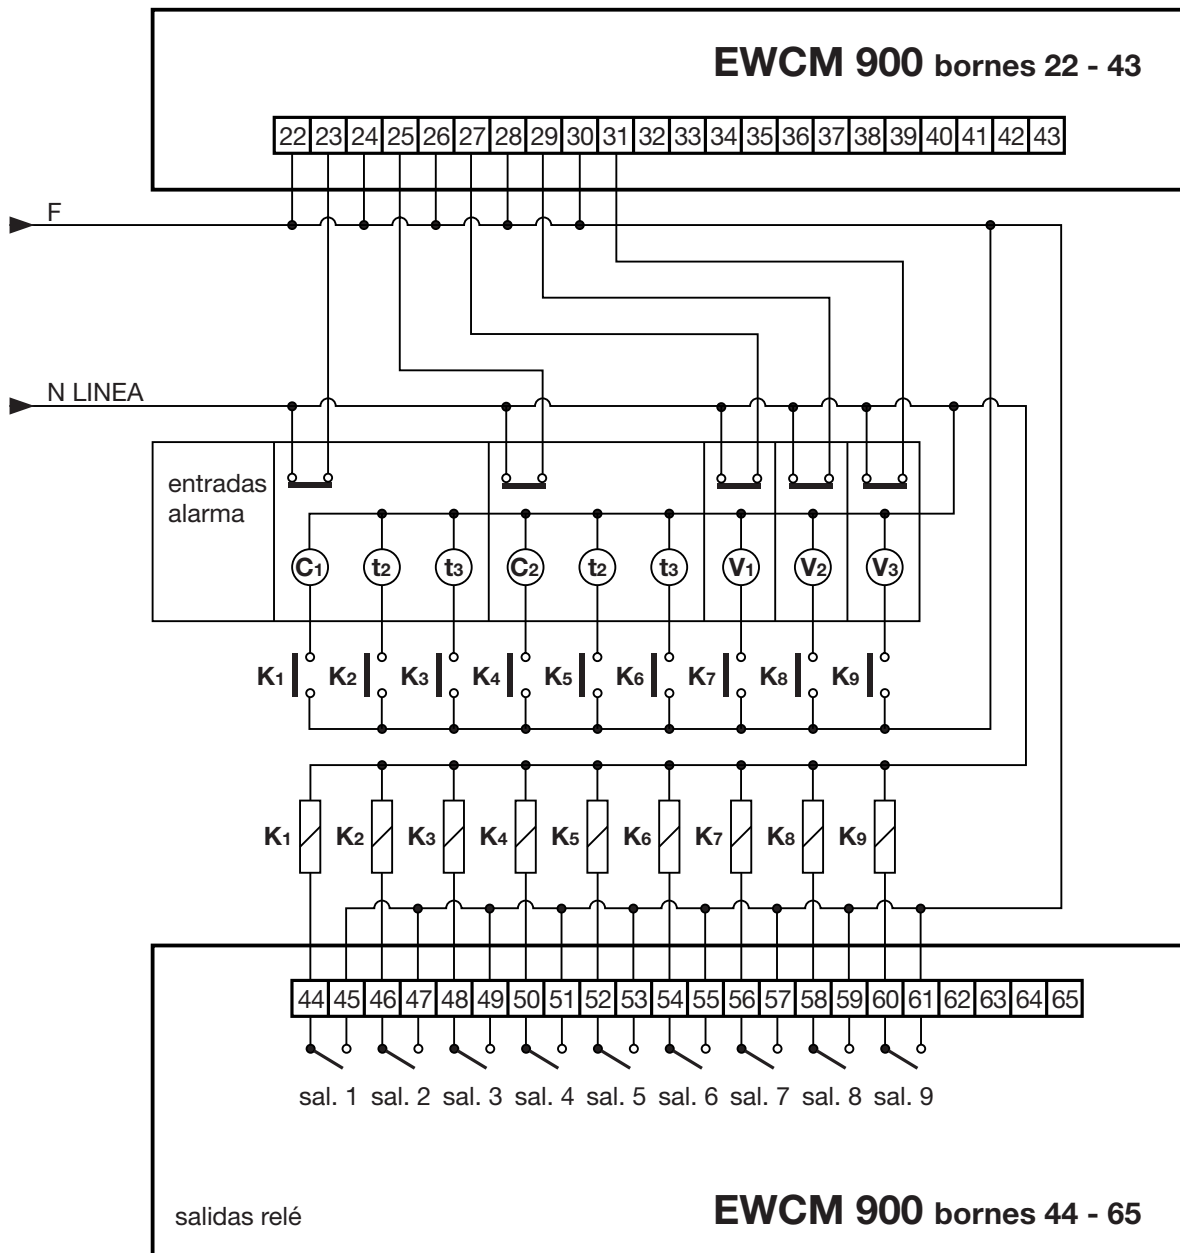 EWCM 900 bornes 22 - 43
22 23 24 25 26 27 28 29 30 31 32 33 34 35 36 37 38 39 40 41 42 43
F
N LINEA
entradas
alarma
C1 t2 t3 C2 t2 t3 V1 V2 V3
K1 K2 K3 K4 K5 K6 K7 K8 K9
K1 K2 K3 K4 K5 K6 K7 K8 K9
44 45 46 47 48 49 50 51 52 53 54 55 56 57 58 59 60 61 62 63 64 65
sal. 1 sal. 2 sal. 3 sal. 4 sal. 5 sal. 6 sal. 7 sal. 8 sal. 9
salidas relé
EWCM 900 bornes 44 - 65